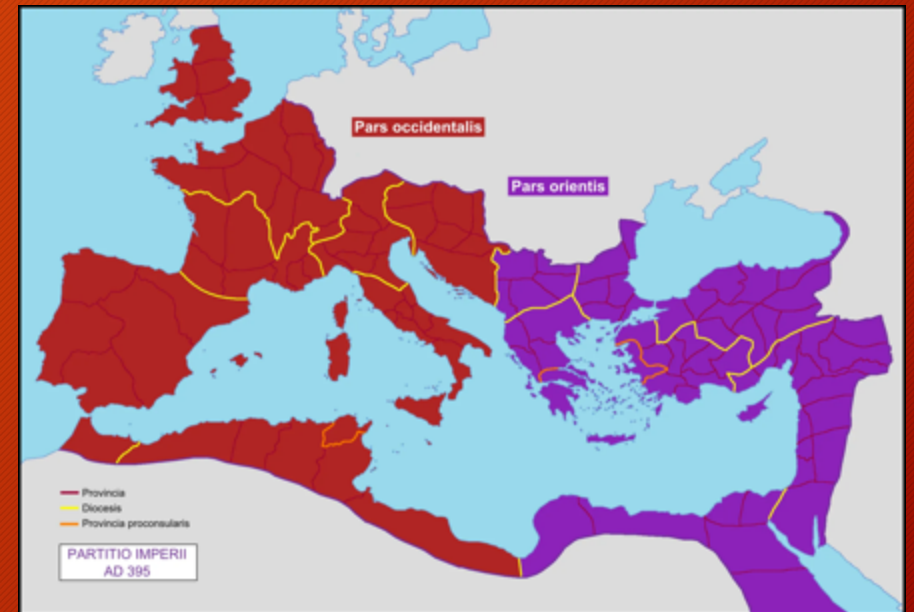 Pars occidentalis
Pars orientis
Provincia
Diocesis
Provincia proconsularis
PARTITIO IMPERII
AD 395